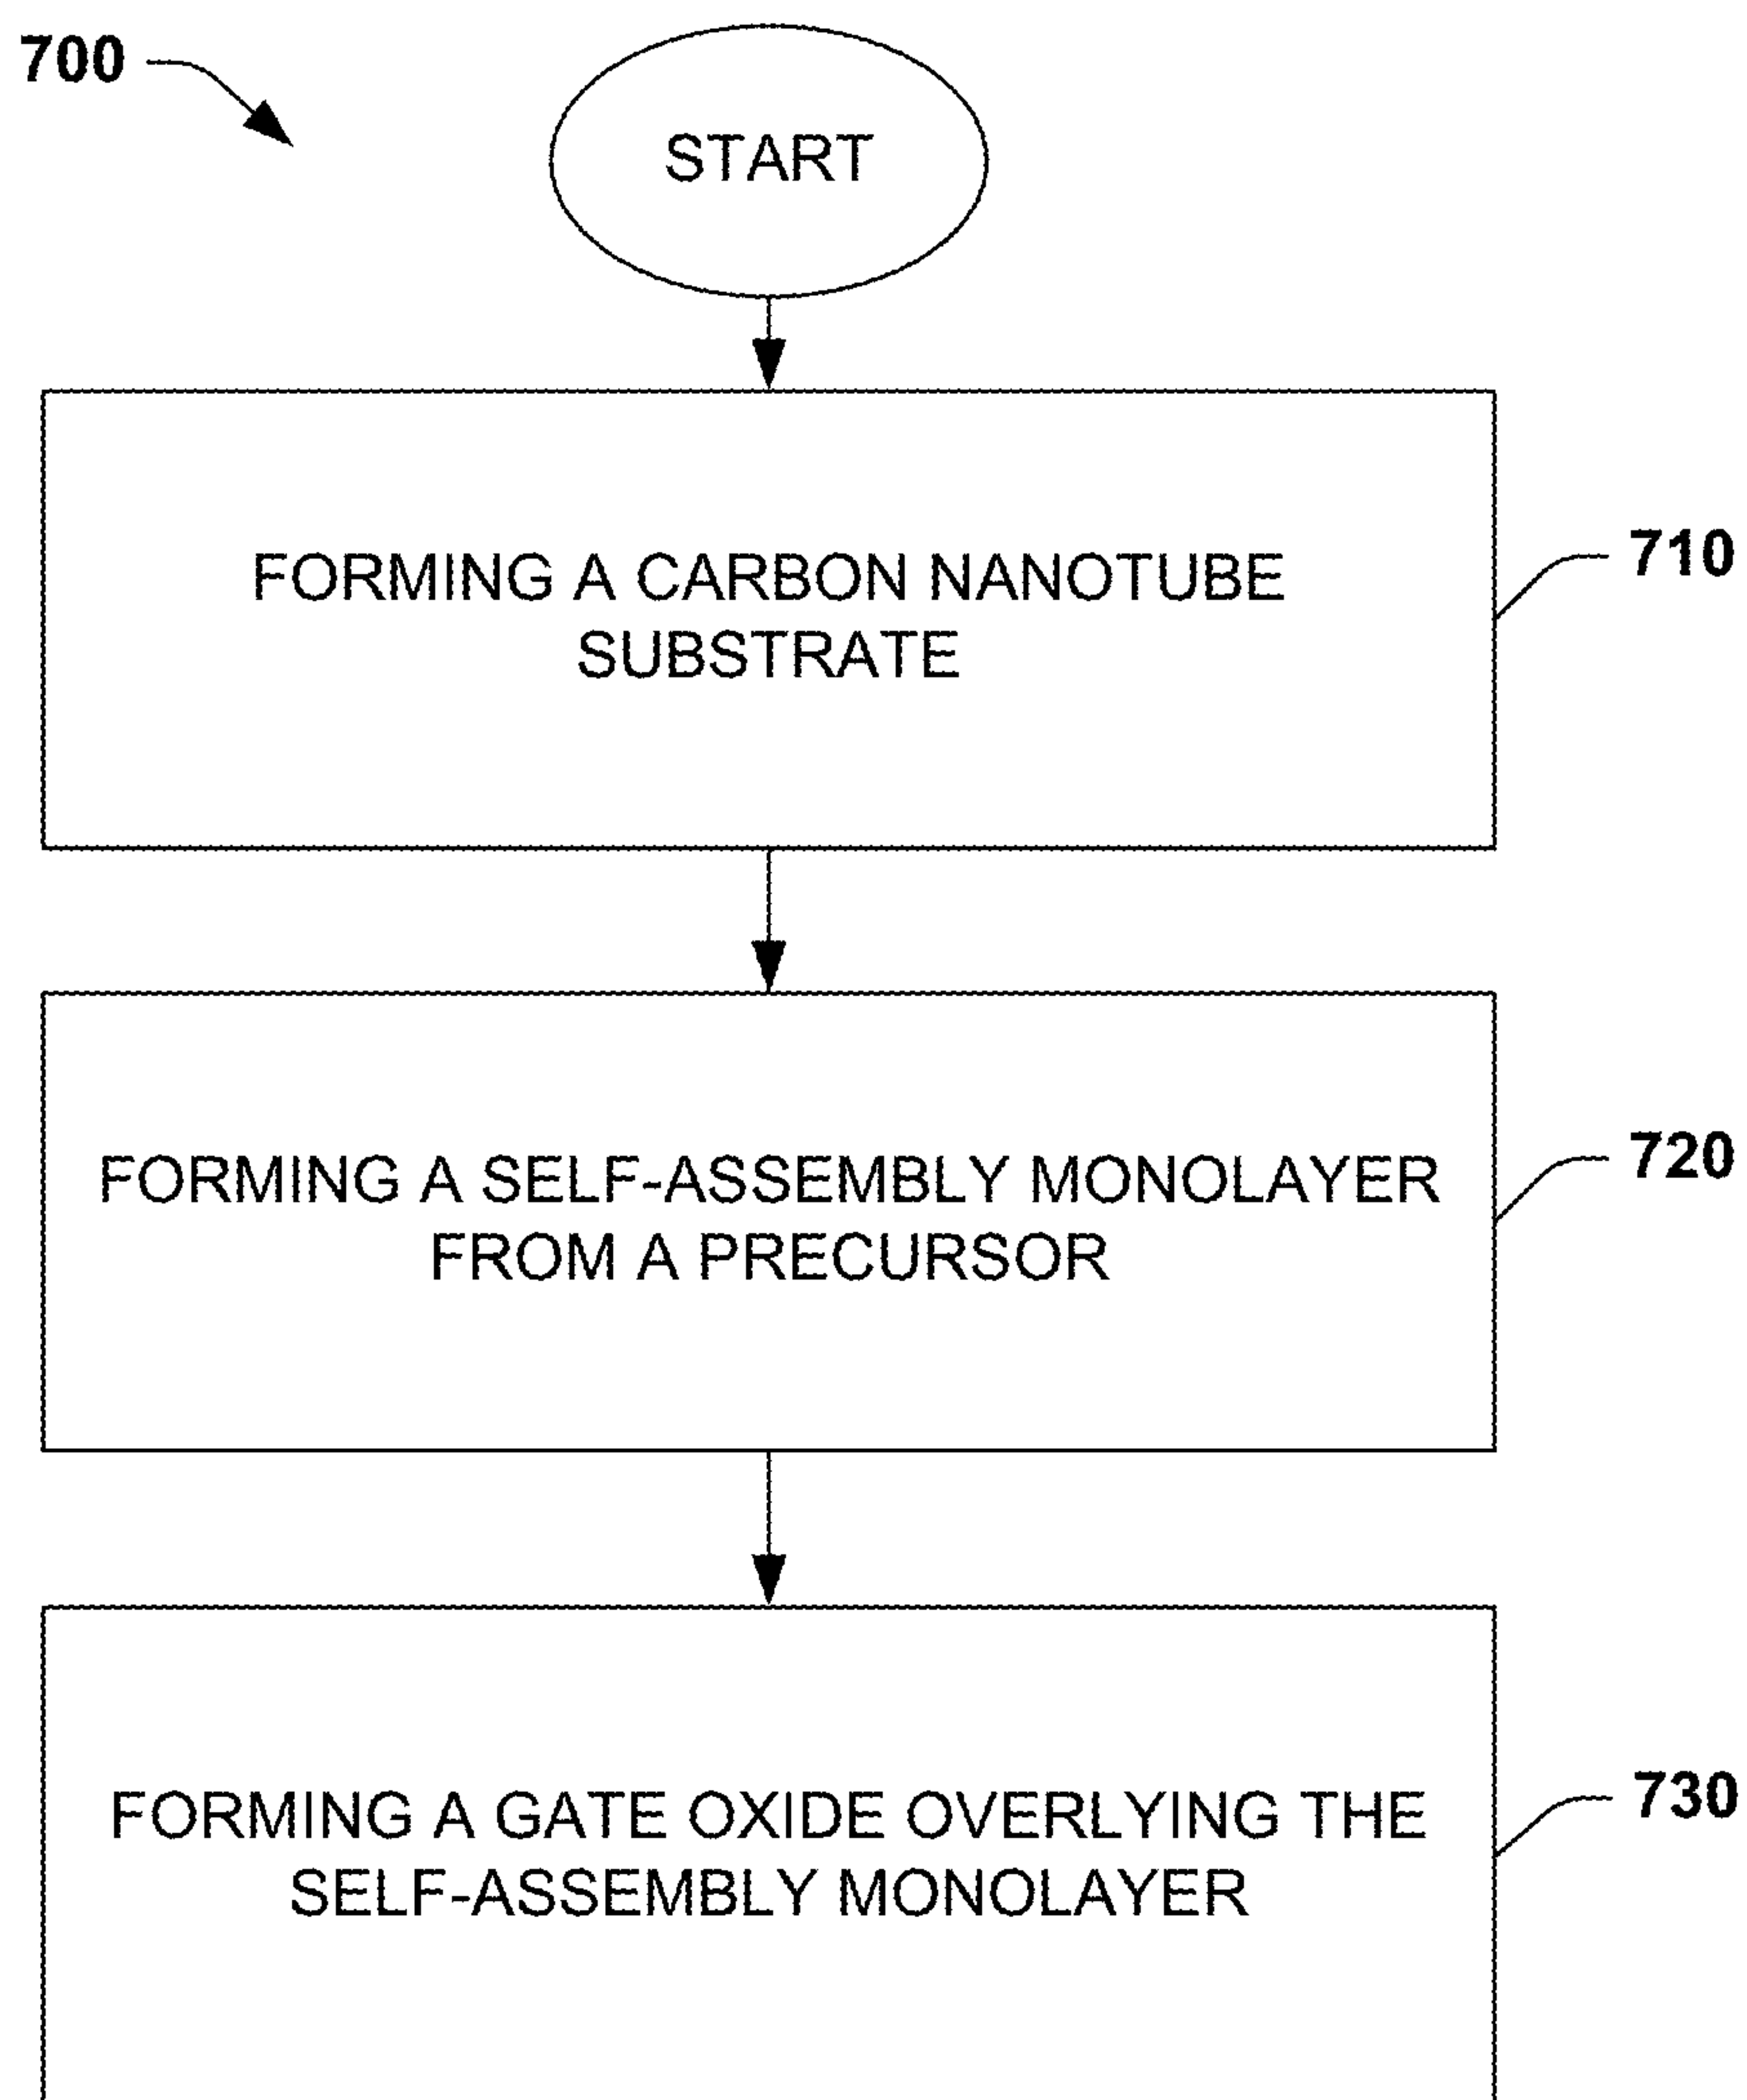 700
START
FORMING A CARBON NANOTUBE
SUBSTRATE
710
FORMING A SELF-ASSEMBLY MONOLAYER
FROM A PRECURSOR
720
FORMING A GATE OXIDE OVERLYING THE
SELF-ASSEMBLY MONOLAYER
730